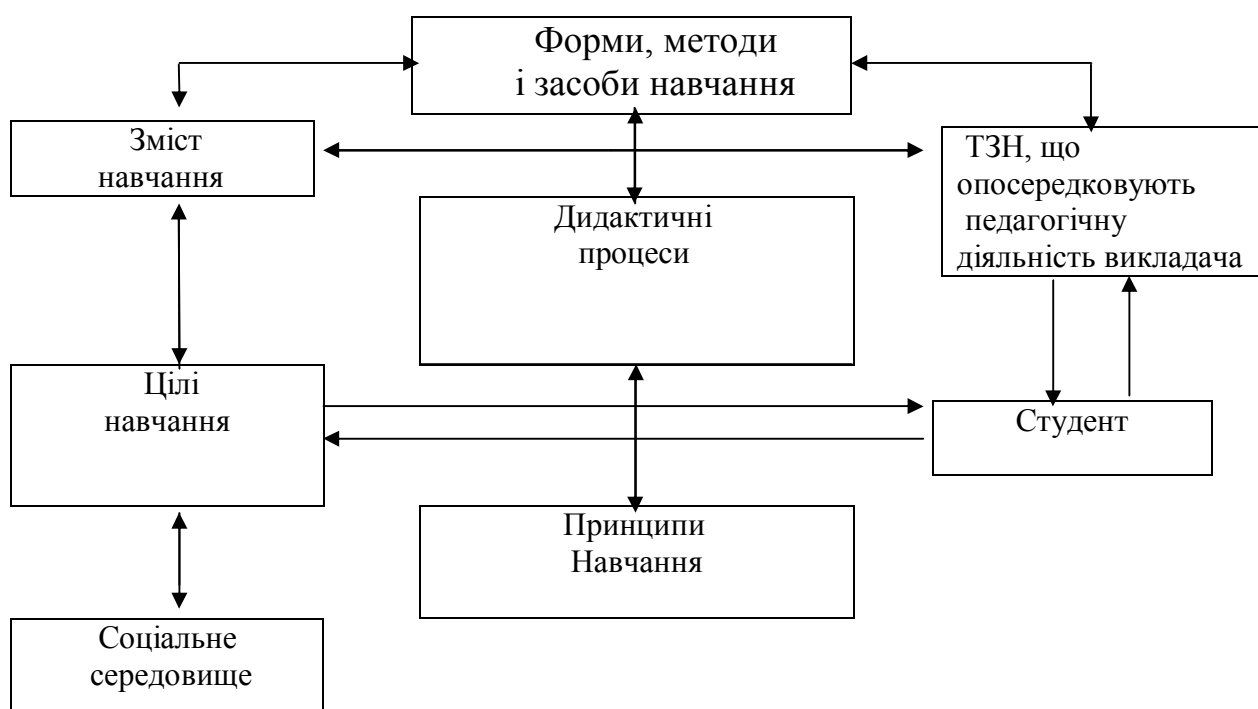 Форми, методи
і засоби навчання
Зміст
навчання
ТЗН, що
опосередковують
педагогічну
діяльність викладача
Дидактичні
процеси
Цілі
навчання
Студент
Принципи
Навчання
Соціальне
середовище